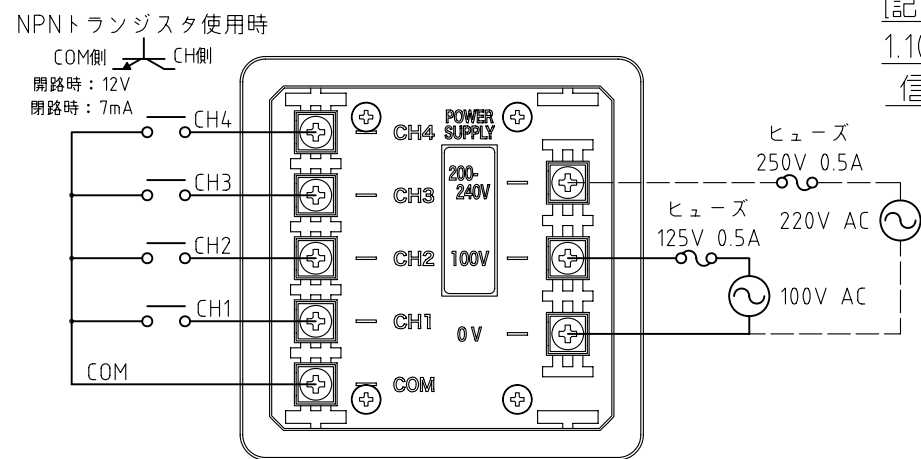 NPNトランジスタ使用時
COM側 CH側
開路時：12V
閉路時：7mA
CH4
CH3
CH2
CH1
COM
CH4
CH3
CH2
CH1
COM
POWER
SUPPLY
200-
240V
100V
0V
ヒューズ
250V 0.5A
220V AC
ヒューズ
125V 0.5A
100V AC